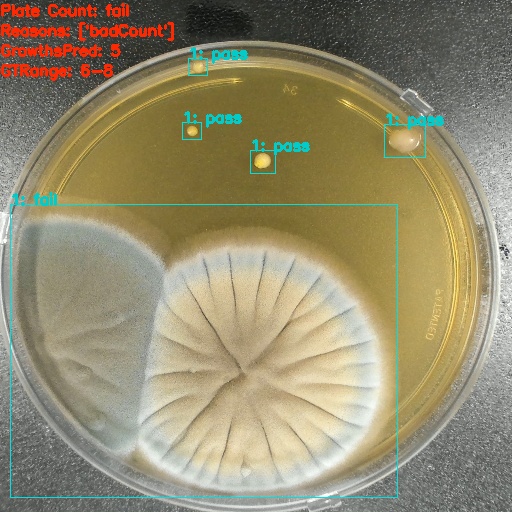 Plate Count: fail
Reasons: ['badCount']
GrowthsPred: 5
GTRange: 6-8
1: pass
34
1: pass
1: pass
1: pass
1: fail